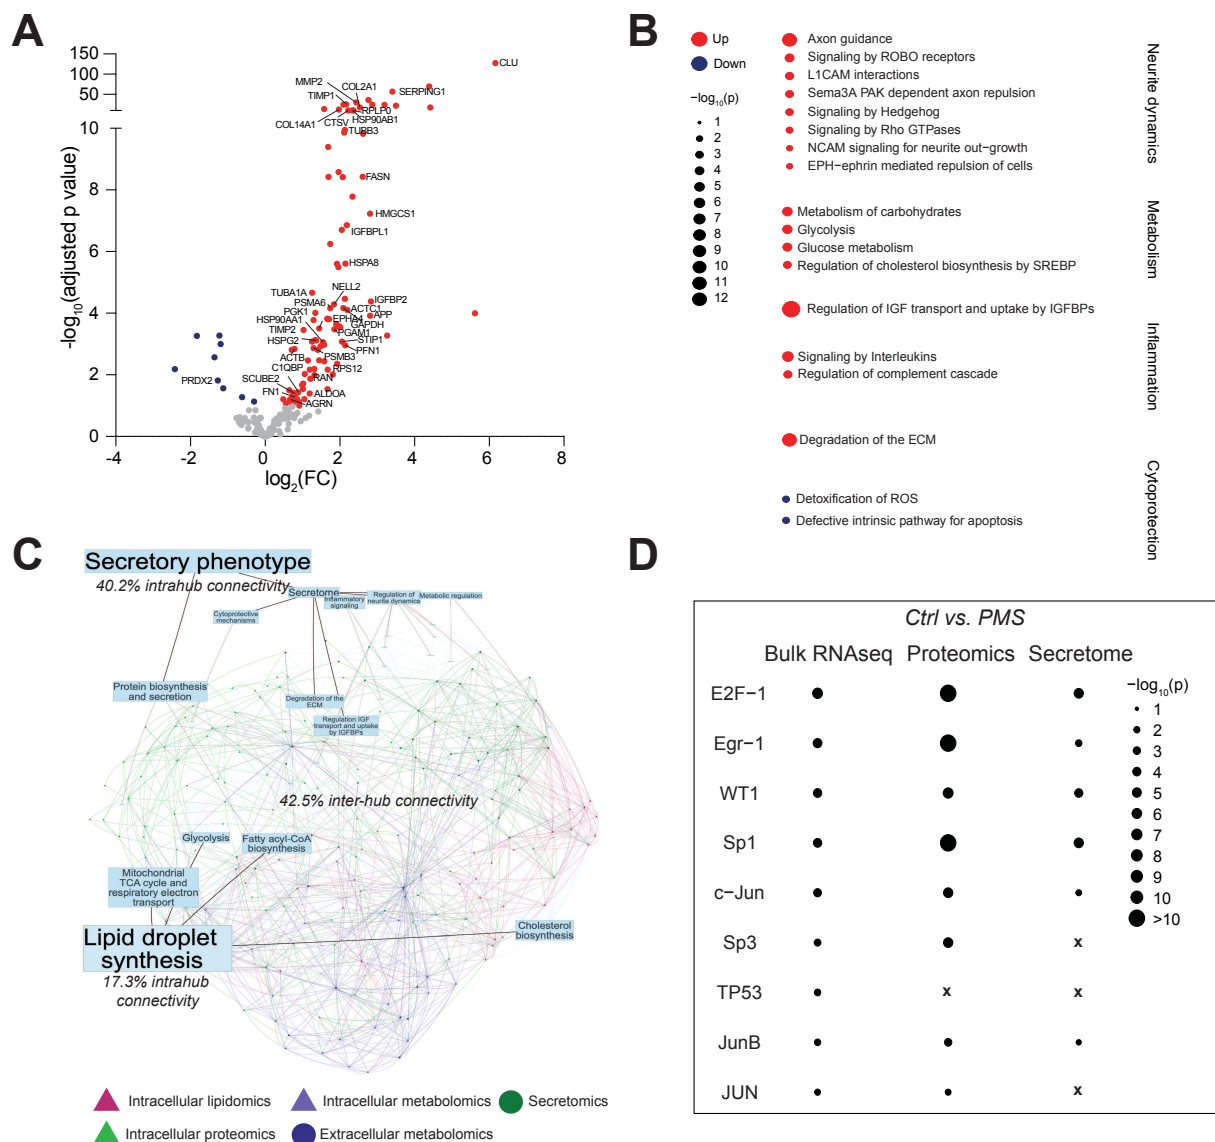 A
150
100
50
10
8
6
4
2
0
-4
-2
0
2
4
6
8
-log10(adjusted p value)
log2(FC)
CLU
SERPING1
COL2A1
MMP2
TIMP1
RPLP0
HSP90AB1
CTSV
COL14A1
TUBB3
FASN
HMGCS1
IGFBPL1
HSPA8
NELL2
TUBA1A
PSMA6
IGFBP2
ACTC1
PGK1
APP
EPHA4
HSP90AA1
GAPDH
TIMP2
PGAM1
STIP1
HSPG2
PFN1
ACTB
PSMB3
C1QBP
RPS12
SCUBE2
RAN
FN1
ALDOA
AGRN
PRDX2
B
Up
Down
−log10(p)
1
2
3
4
5
6
7
8
9
10
11
12
Axon guidance
Signaling by ROBO receptors
L1CAM interactions
Sema3A PAK dependent axon repulsion
Signaling by Hedgehog
Signaling by Rho GTPases
NCAM signaling for neurite out−growth
EPH−ephrin mediated repulsion of cells
Neurite dynamics
Metabolism of carbohydrates
Glycolysis
Glucose metabolism
Regulation of cholesterol biosynthesis by SREBP
Metabolism
Regulation of IGF transport and uptake by IGFBPs
Signaling by Interleukins
Regulation of complement cascade
Inflammation
Degradation of the ECM
Detoxification of ROS
Defective intrinsic pathway for apoptosis
Cytoprotection
C
Secretory phenotype
40.2% intrahub connectivity
Secretome
Inflammatory
signaling
Regulation of
neurite dynamics
Metabolic regulation
Cytoprotective
mechanisms
Protein biosynthesis
and secretion
Degradation of the
ECM
Regulation IGF
transport and uptake
by IGFBPs
42.5% inter-hub connectivity
Glycolysis
Fatty acyl-CoA
biosynthesis
Mitochondrial
TCA cycle and
respiratory electron
transport
Lipid droplet
synthesis
17.3% intrahub
connectivity
Cholesterol
biosynthesis
Intracellular lipidomics
Intracellular metabolomics
Secretomics
Intracellular proteomics
Extracellular metabolomics
D
Ctrl vs. PMS
Bulk RNAseq Proteomics Secretome
E2F−1
Egr−1
WT1
Sp1
c−Jun
Sp3 x
TP53 x x
JunB
JUN x
−log10(p)
1
2
3
4
5
6
7
8
9
10
>10